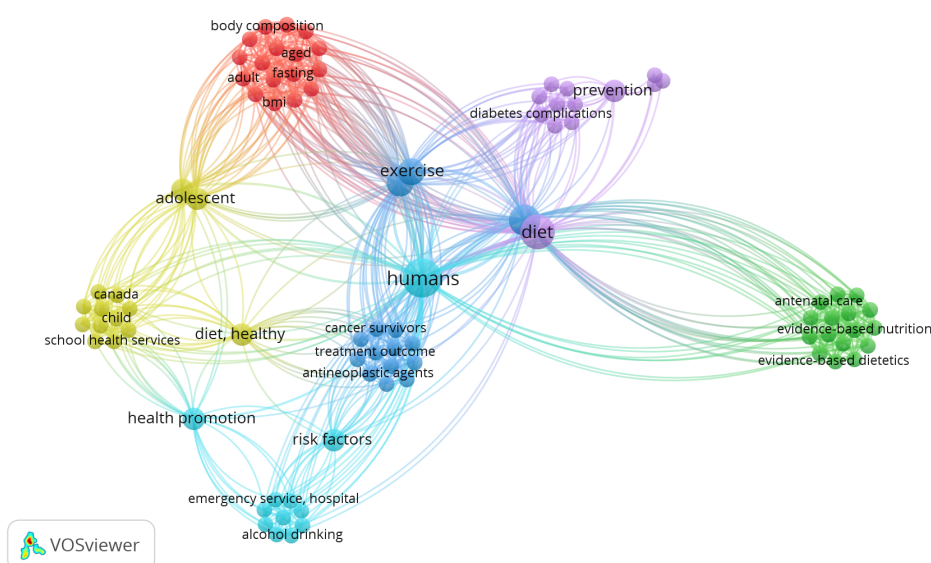 body composition
aged
adult
fasting
bmi
prevention
diabetes complications
exercise
adolescent
diet
humans
canada
child
school health services
diet, healthy
cancer survivors
treatment outcome
antineoplastic agents
antenatal care
evidence-based nutrition
evidence-based dietetics
health promotion
risk factors
emergency service, hospital
alcohol drinking
VOSviewer